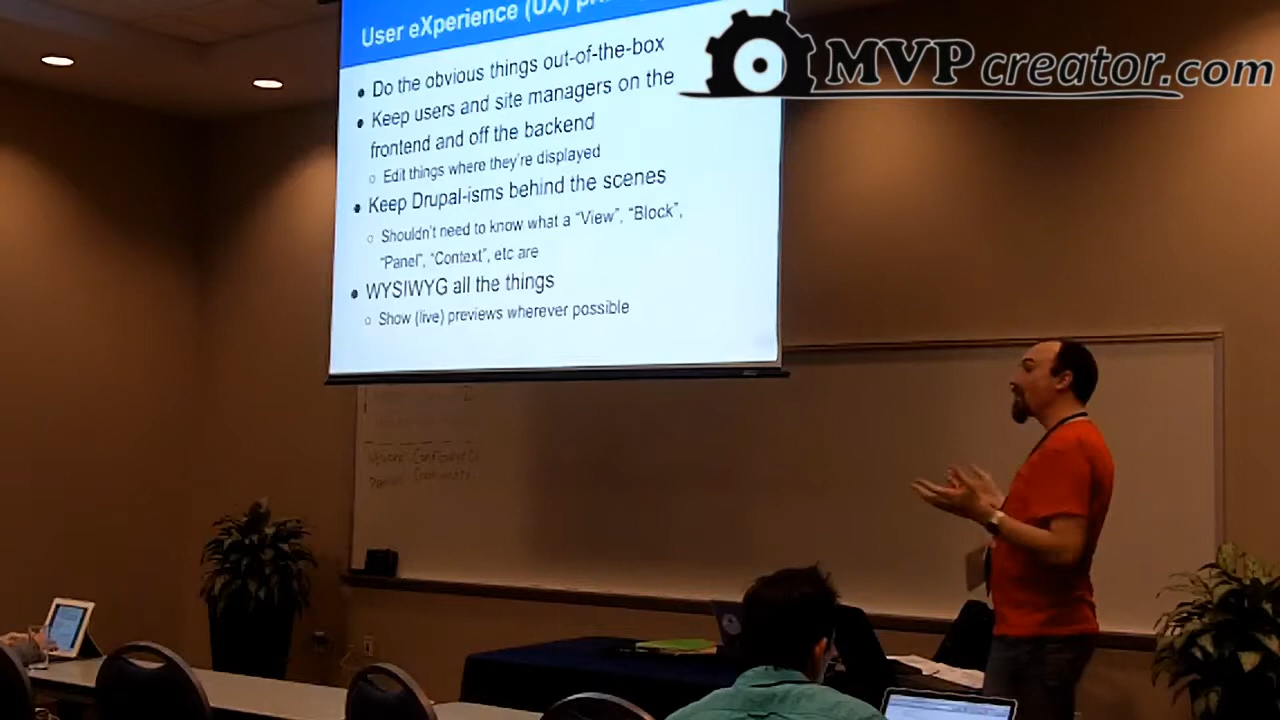 User eXperience (UX)
MVPcreator.com
Do the obvious things out-of-the-box
Keep users and site managers on the
frontend and off the backend
Edit things where they're displayed
Keep Drupal-isms behind the scenes
Shouldn't need to know what a "View", "Block",
"Panel", "Context", etc are
WYSIWYG all the things
Show (live) previews wherever possible